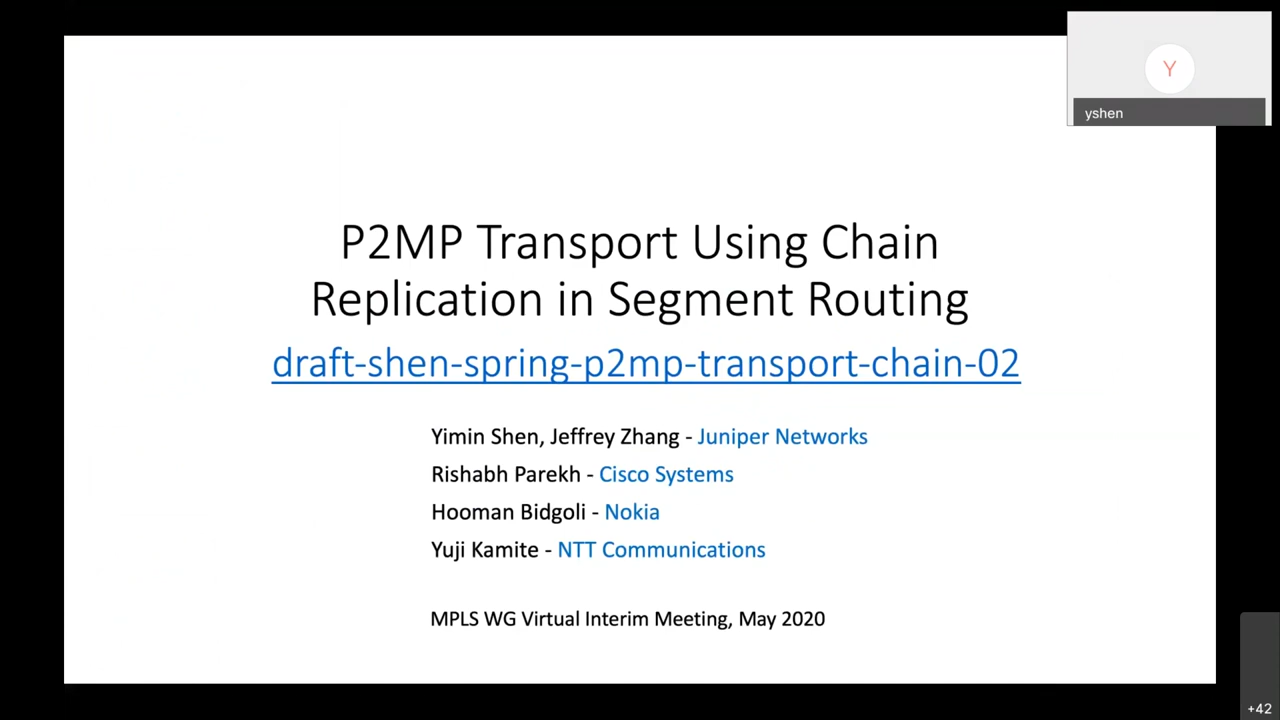 Y
yshen
P2MP Transport Using Chain
Replication in Segment Routing
draft-shen-spring-p2mp-transport-chain-02
Yimin Shen, Jeffrey Zhang - Juniper Networks
Rishabh Parekh - Cisco Systems
Hooman Bidgoli - Nokia
Yuji Kamite - NTT Communications
MPLS WG Virtual Interim Meeting, May 2020
+42